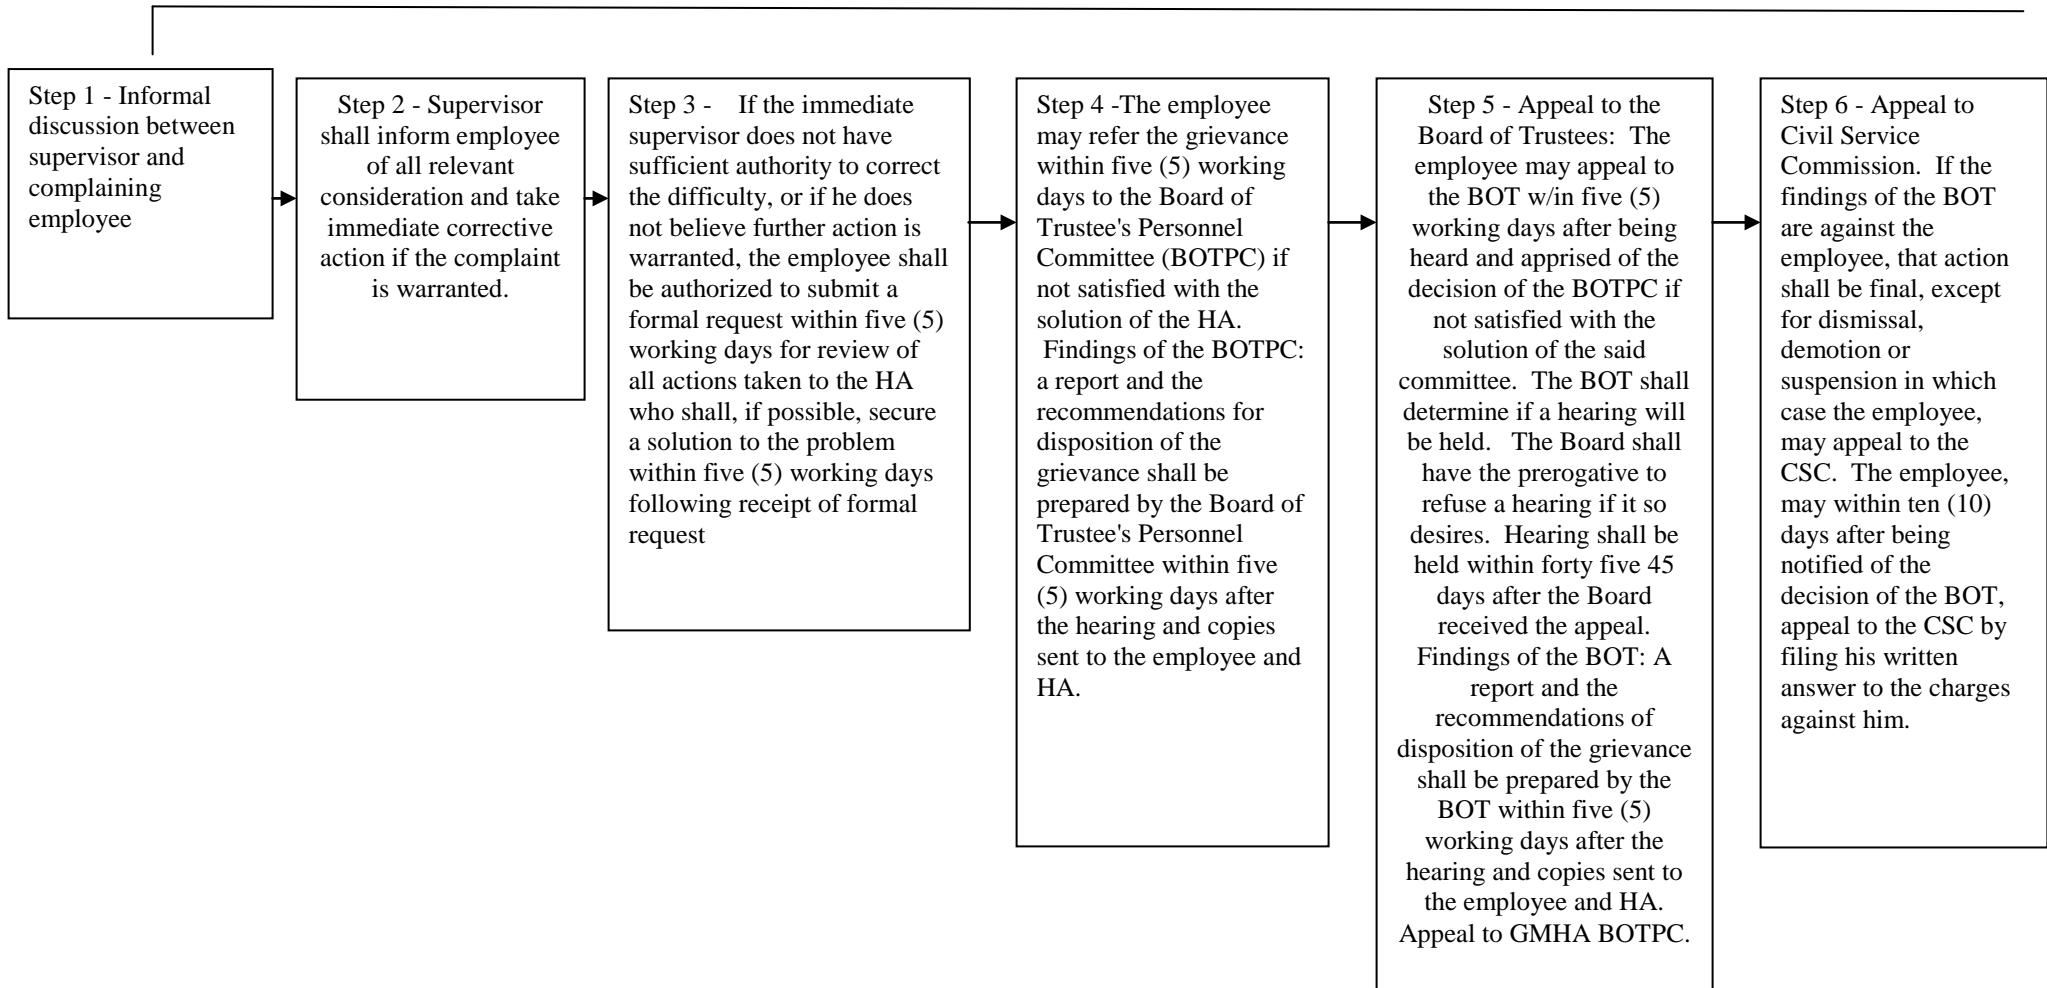 Step 1 - Informal
discussion between
supervisor and
complaining
employee
Step 2 - Supervisor
shall inform employee
of all relevant
consideration and take
immediate corrective
action if the complaint
is warranted.
Step 3 - If the immediate
supervisor does not have
sufficient authority to correct
the difficulty, or if he does
not believe further action is
warranted, the employee shall
be authorized to submit a
formal request within five (5)
working days for review of
all actions taken to the HA
who shall, if possible, secure
a solution to the problem
within five (5) working days
following receipt of formal
request
Step 4 -The employee
may refer the grievance
within five (5) working
days to the Board of
Trustee's Personnel
Committee (BOTPC) if
not satisfied with the
solution of the HA.
Findings of the BOTPC:
a report and the
recommendations for
disposition of the
grievance shall be
prepared by the Board of
Trustee's Personnel
Committee within five
(5) working days after
the hearing and copies
sent to the employee and
HA.
Step 5 - Appeal to the
Board of Trustees: The
employee may appeal to
the BOT w/in five (5)
working days after being
heard and apprised of the
decision of the BOTPC if
not satisfied with the
solution of the said
committee. The BOT shall
determine if a hearing will
be held. The Board shall
have the prerogative to
refuse a hearing if it so
desires. Hearing shall be
held within forty five 45
days after the Board
received the appeal.
Findings of the BOT: A
report and the
recommendations of
disposition of the grievance
shall be prepared by the
BOT within five (5)
working days after the
hearing and copies sent to
the employee and HA.
Appeal to GMHA BOTPC.
Step 6 - Appeal to
Civil Service
Commission. If the
findings of the BOT
are against the
employee, that action
shall be final, except
for dismissal,
demotion or
suspension in which
case the employee,
may appeal to the
CSC. The employee,
may within ten (10)
days after being
notified of the
decision of the BOT,
appeal to the CSC by
filing his written
answer to the charges
against him.